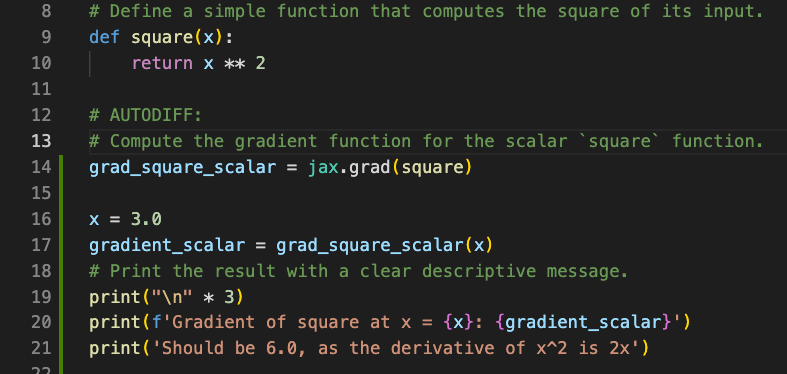 8 # Define a simple function that computes the square of its input.
9 def square(x):
10 return x ** 2
11
12 # AUTODIFF:
13 # Compute the gradient function for the scalar `square` function.
14 grad_square_scalar = jax.grad(square)
15
16 x = 3.0
17 gradient_scalar = grad_square_scalar(x)
18 # Print the result with a clear descriptive message.
19 print("\n" * 3)
20 print(f'Gradient of square at x = {x}: {gradient_scalar}')
21 print('Should be 6.0, as the derivative of x^2 is 2x')
22